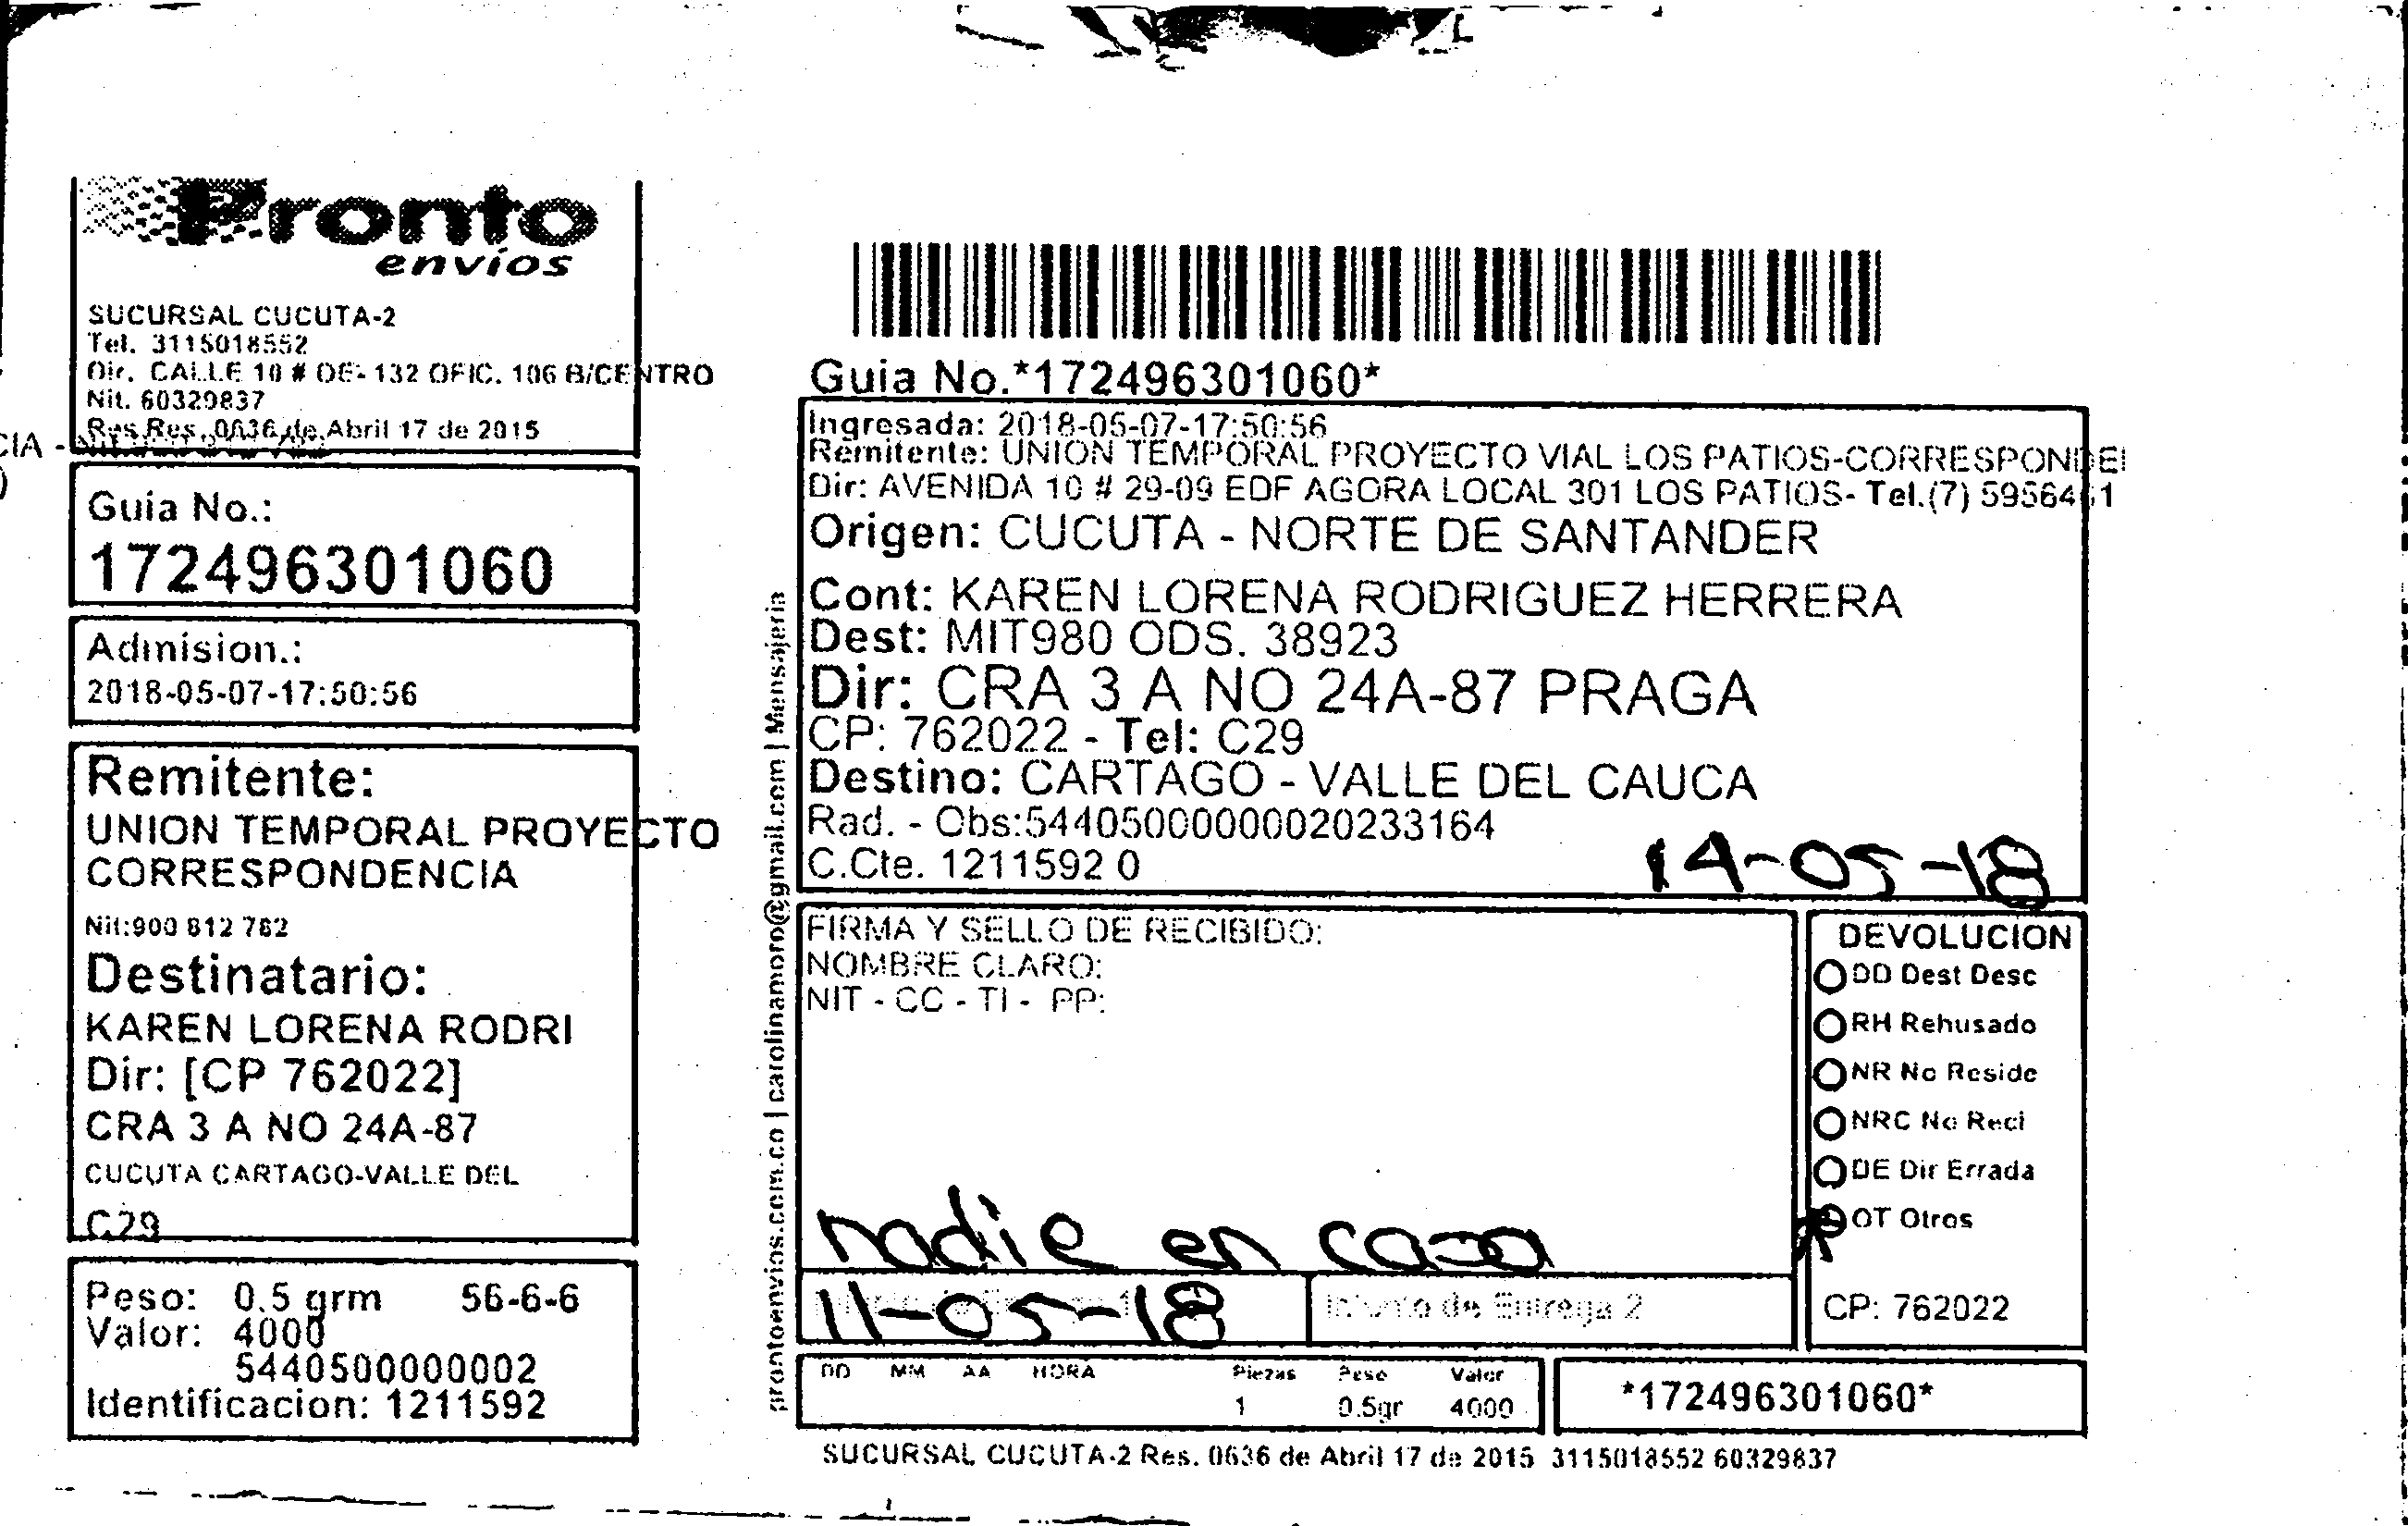 Pronto
envíos
SUCURSAL CUCUTA-2
Tel. 3115018552
Dir. CALLE 10 # OE- 132 OFIC. 106 B/CENTRO
Nit. 60329837
Res.Res. 0636 de Abril 17 de 2015
CIA -
Guia No.:
172496301060
Admision.:
2018-05-07-17:50:56
Remitente:
UNION TEMPORAL PROYECTO
CORRESPONDENCIA
Nit:900 812 782
Destinatario:
KAREN LORENA RODRI
Dir: [CP 762022]
CRA 3 A NO 24A-87
CUCUTA CARTAGO-VALLE DEL
C29
Peso: 0.5 grm 56-6-6
Valor: 4000
5440500000002
Identificacion: 1211592
prontoenvios.com.co | carolinamoro@gmail.com | Mensajeria
Guia No.*172496301060*
Ingresada: 2018-05-07-17:50:56
Remitente: UNION TEMPORAL PROYECTO VIAL LOS PATIOS-CORRESPONDEI
Dir: AVENIDA 10 # 29-09 EDF AGORA LOCAL 301 LOS PATIOS- Tel.(7) 5956461
Origen: CUCUTA - NORTE DE SANTANDER
Cont: KAREN LORENA RODRIGUEZ HERRERA
Dest: MIT980 ODS. 38923
Dir: CRA 3 A NO 24A-87 PRAGA
CP: 762022 - Tel: C29
Destino: CARTAGO - VALLE DEL CAUCA
Rad. - Obs:544050000000020233164
C.Cte. 1211592 0
14-05-18
FIRMA Y SELLO DE RECIBIDO:
NOMBRE CLARO:
NIT - CC - TI - PP:
nadie en casa
11-05-18
Intento de Entrega 2
DEVOLUCION
DD Dest Desc
RH Rehusado
NR No Reside
NRC No Reci
DE Dir Errada
OT Otros
CP: 762022
DD MM AA HORA Piezas Peso Valor
1 0.5gr 4000
*172496301060*
SUCURSAL CUCUTA-2 Res. 0636 de Abril 17 de 2015 3115018552 60329837